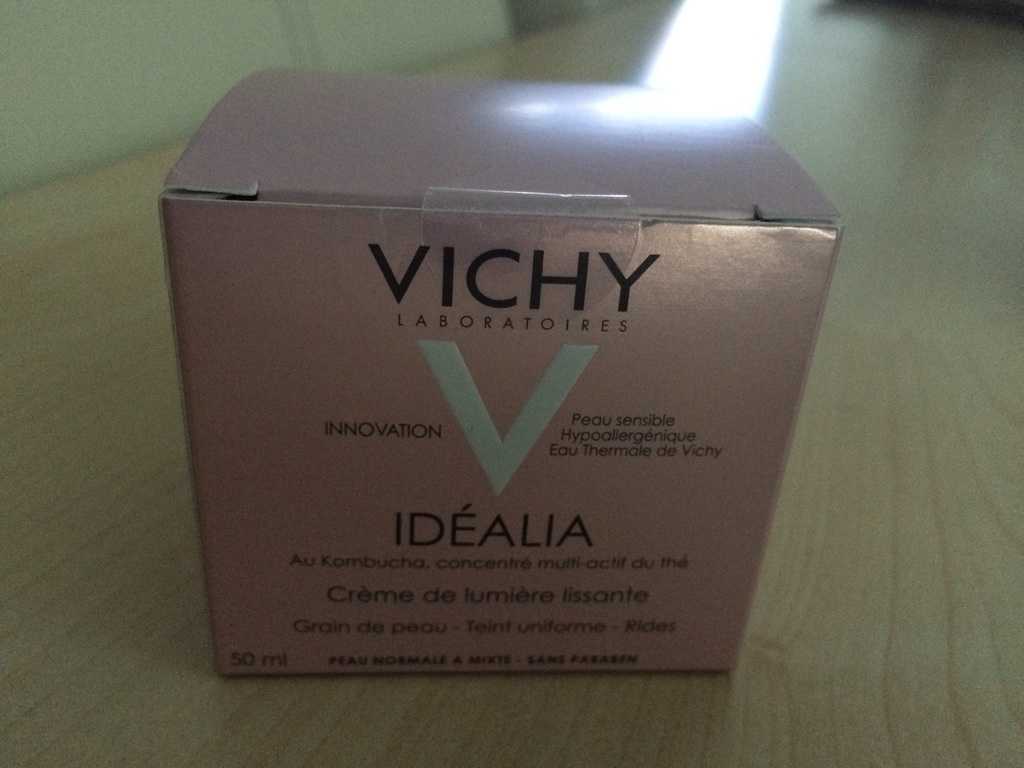 VICHY
LABORATOIRES
V
INNOVATION
Peau sensible
Hypoallergénique
Eau Thermale de Vichy
IDÉALIA
Au Kombucha, concentré multi-actif du thé
Crème de lumière lissante
Grain de peau - Teint uniforme - Rides
50 ml PEAU NORMALE A MIXTE - SANS PARABEN